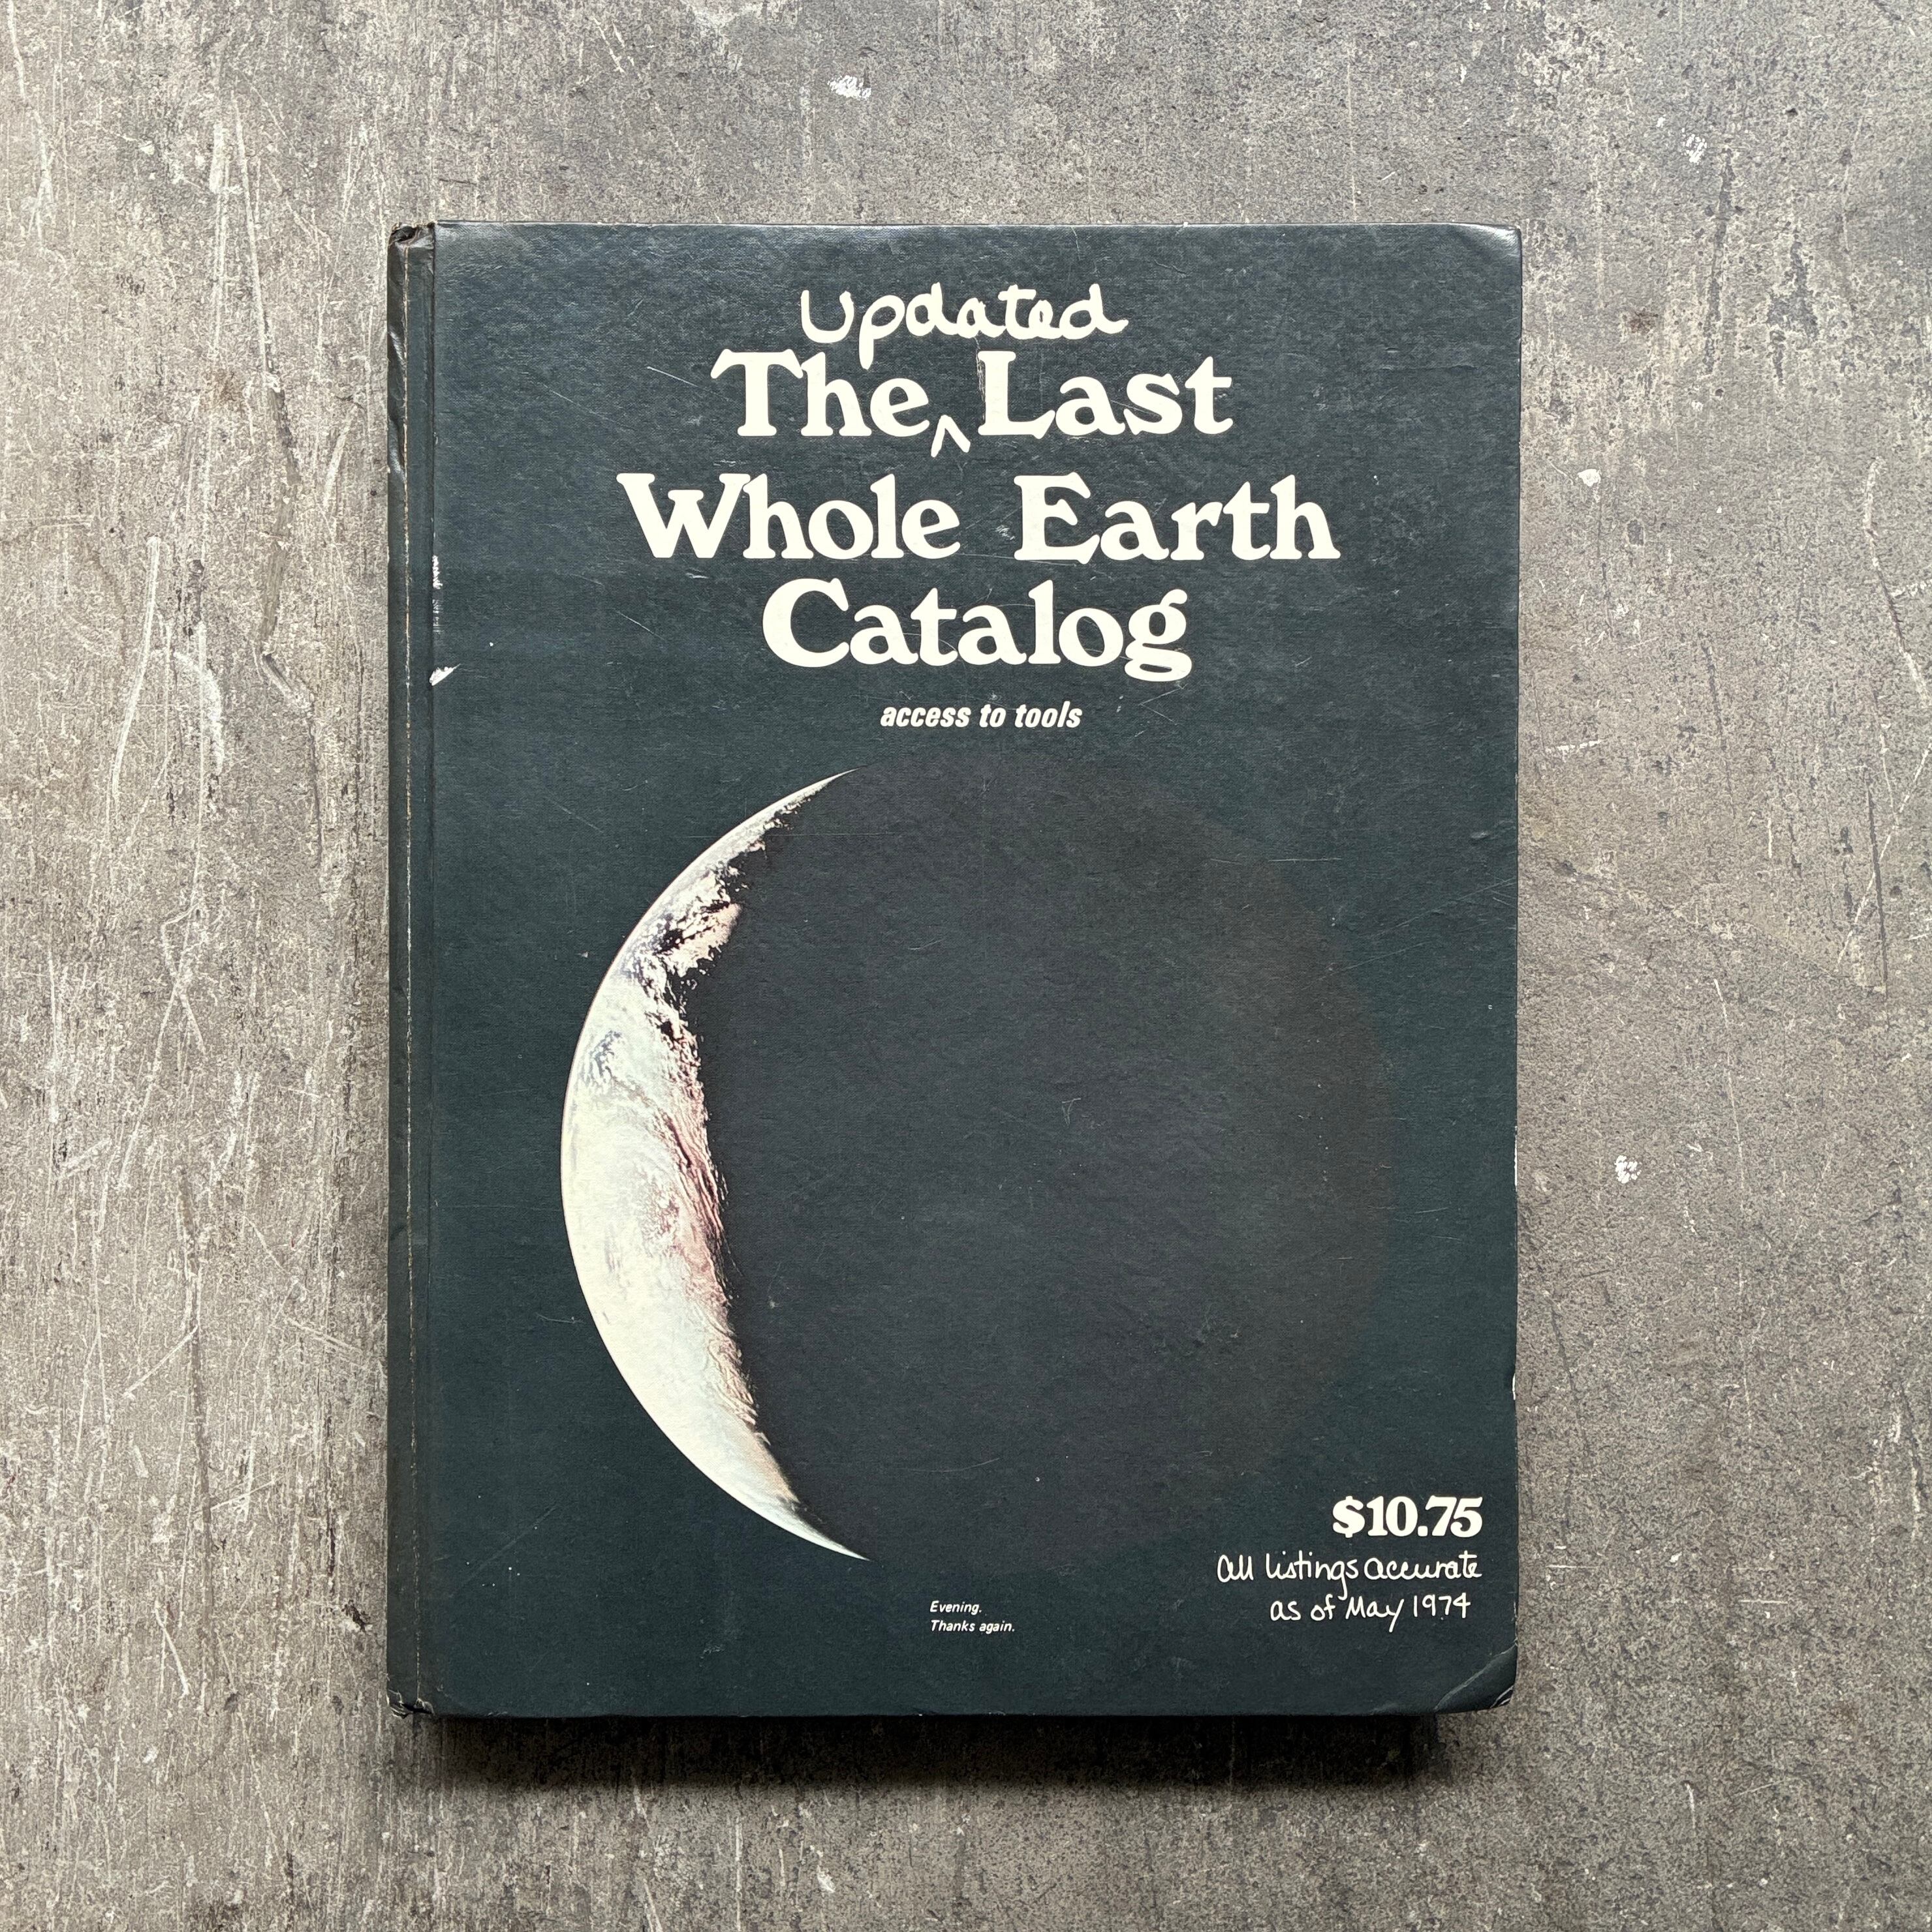 Updated
The ^ Last
Whole Earth
Catalog
access to tools
$10.75
all listings accurate
as of May 1974
Evening.
Thanks again.